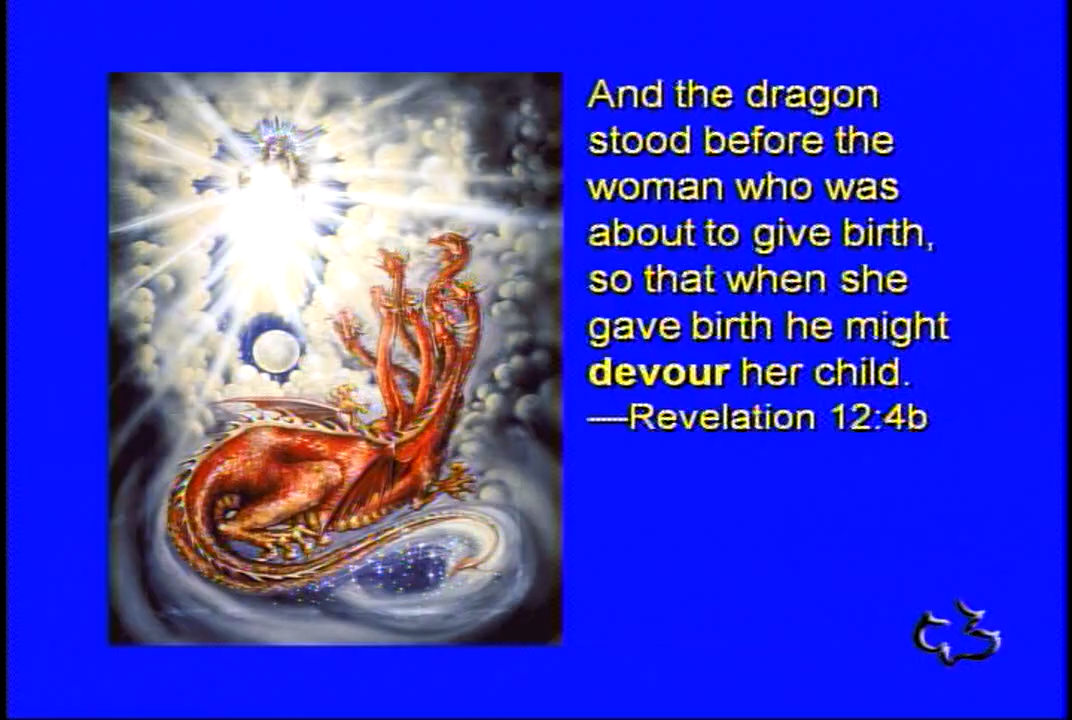 And the dragon
stood before the
woman who was
about to give birth,
so that when she
gave birth he might
devour her child.
—Revelation 12:4b